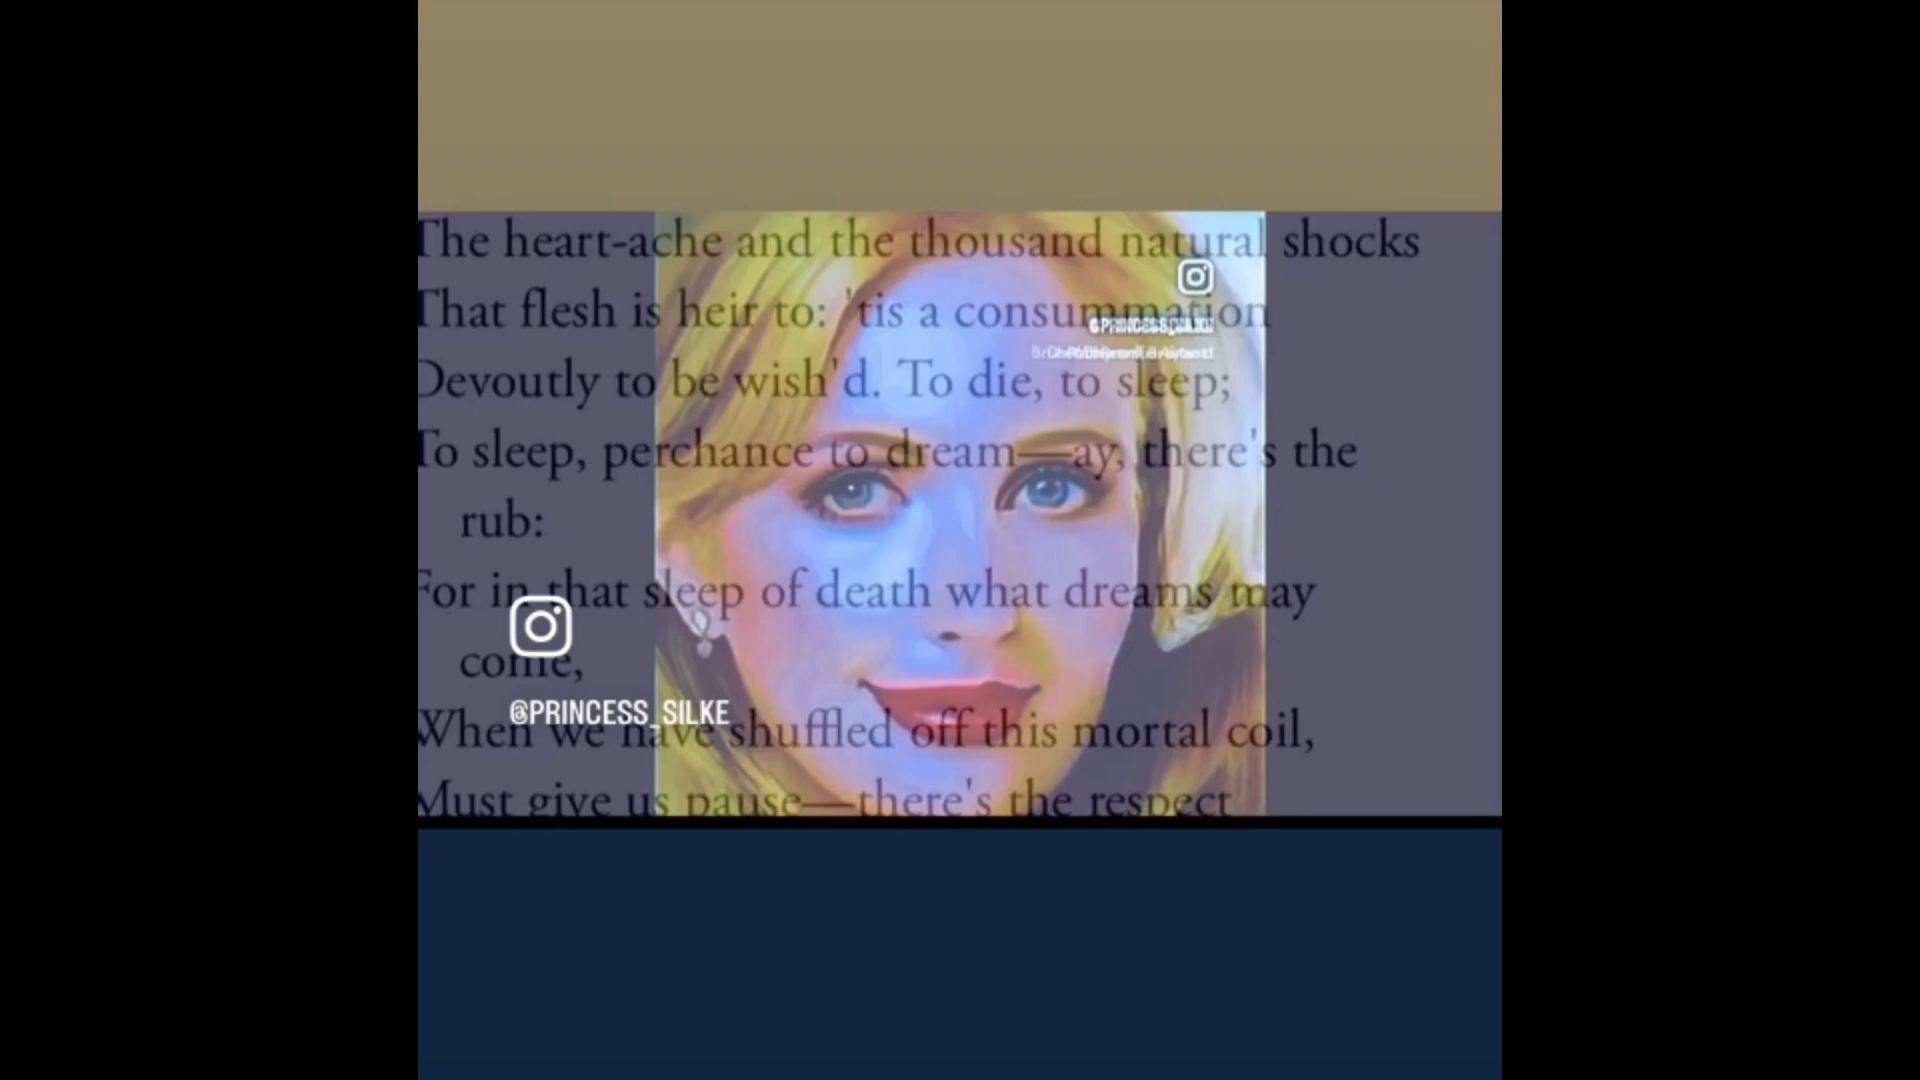 The heart-ache and the thousand natural shocks
That flesh is heir to: 'tis a consummation
@PRINCESS_SILKE
Devoutly to be wish'd. To die, to sleep;
To sleep, perchance to dream—ay, there's the
rub:
For in that sleep of death what dreams may
come,
@PRINCESS_SILKE
When we have shuffled off this mortal coil,
Must give us pause—there's the respect